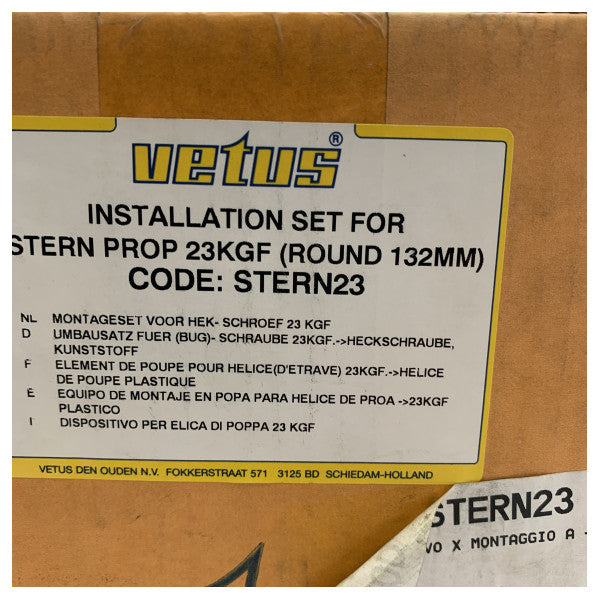 vetus®
INSTALLATION SET FOR
STERN PROP 23KGF (ROUND 132MM)
CODE: STERN23
NL MONTAGESET VOOR HEK- SCHROEF 23 KGF
D UMBAUSATZ FUER (BUG)- SCHRAUBE 23KGF.->HECKSCHRAUBE,
KUNSTSTOFF
F ELEMENT DE POUPE POUR HELICE(D'ETRAVE) 23KGF.->HELICE
DE POUPE PLASTIQUE
E EQUIPO DE MONTAJE EN POPA PARA HELICE DE PROA ->23KGF
PLASTICO
I DISPOSITIVO PER ELICA DI POPPA 23 KGF
VETUS DEN OUDEN N.V. FOKKERSTRAAT 571 3125 BD SCHIEDAM-HOLLAND
STERN23
VO X MONTAGGIO A